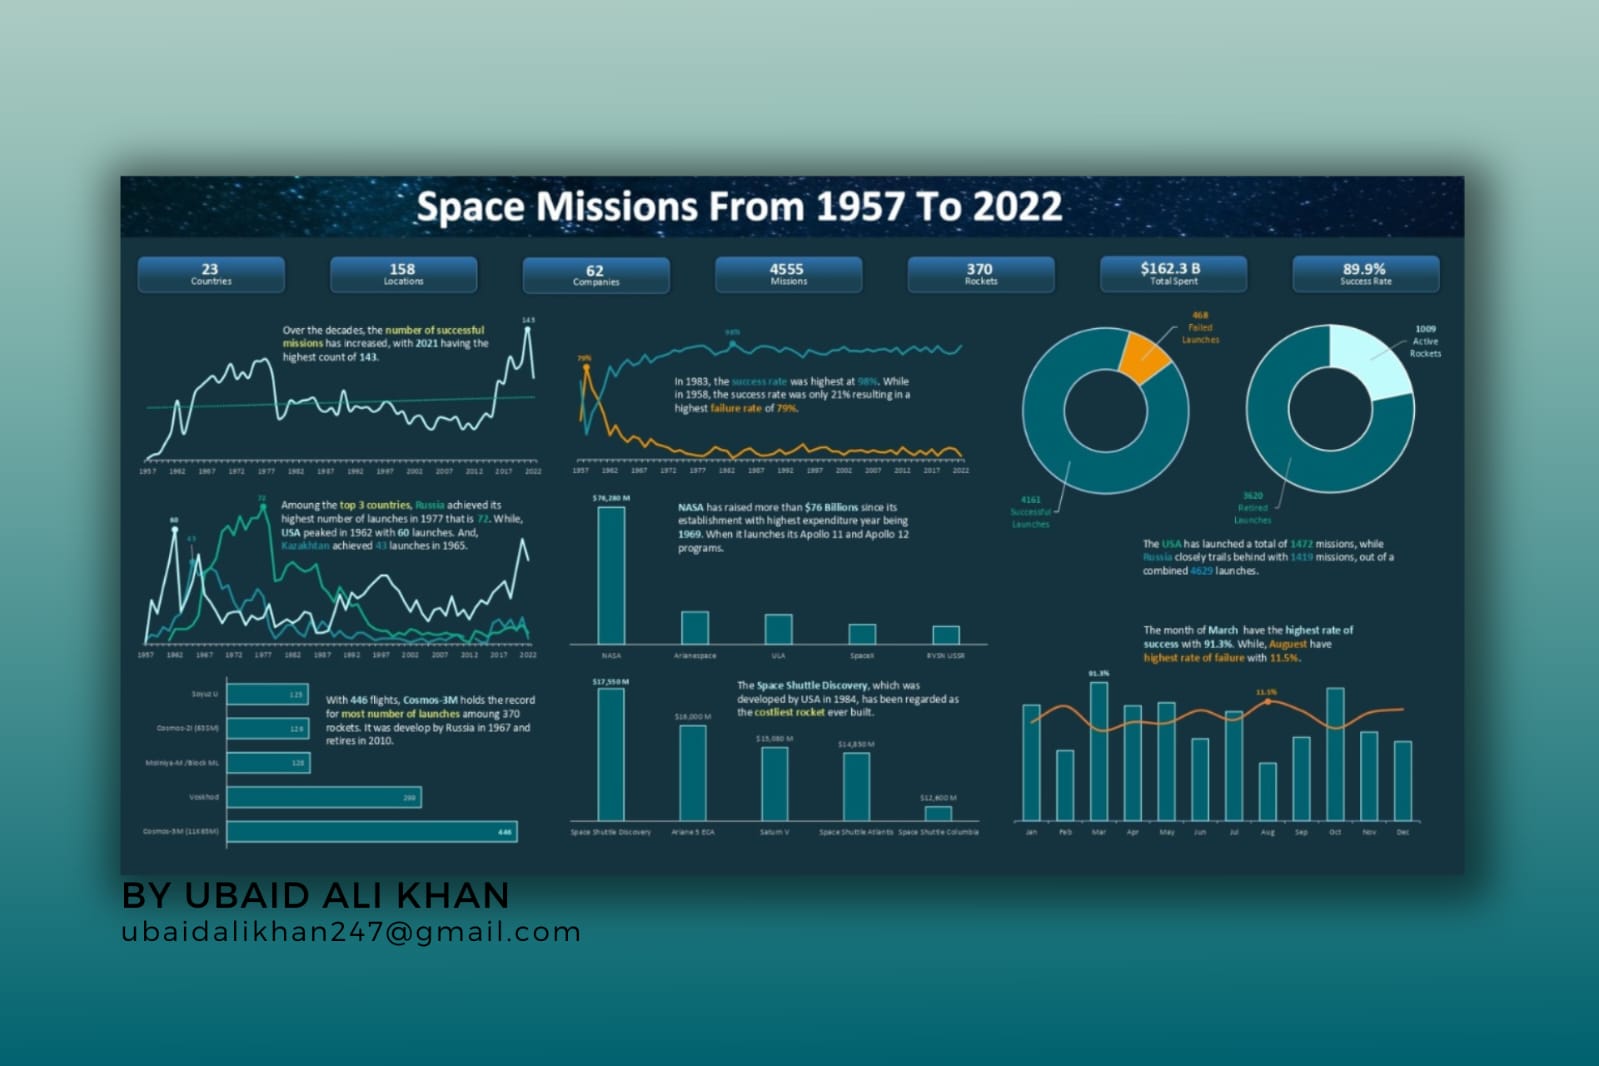 Space Missions From 1957 To 2022
23
Countries
158
Locations
62
Companies
4555
Missions
370
Rockets
$162.3 B
Total Spent
89.9%
Success Rate
Over the decades, the number of successful
missions has increased, with 2021 having the
highest count of 143.
143
1957 1962 1967 1972 1977 1982 1987 1992 1997 2002 2007 2012 2017 2022
98%
79%
In 1983, the success rate was highest at 98%. While
in 1958, the success rate was only 21% resulting in a
highest failure rate of 79%.
1957 1962 1967 1972 1977 1982 1987 1992 1997 2002 2007 2012 2017 2022
468
Failed
Launches
4161
Successful
Launches
1009
Active
Rockets
3620
Retired
Launches
The USA has launched a total of 1472 missions, while
Russia closely trails behind with 1419 missions, out of a
combined 4629 launches.
72
60
43
Amoung the top 3 countries, Russia achieved its
highest number of launches in 1977 that is 72. While,
USA peaked in 1962 with 60 launches. And,
Kazakhtan achieved 43 launches in 1965.
1957 1962 1967 1972 1977 1982 1987 1992 1997 2002 2007 2012 2017 2022
$76,280 M
NASA has raised more than $76 Billions since its
establishment with highest expenditure year being
1969. When it launches its Apollo 11 and Apollo 12
programs.
NASA Arianespace ULA SpaceX RVSN USSR
The month of March have the highest rate of
success with 91.3%. While, Auguest have
highest rate of failure with 11.5%.
91.3%
11.5%
Jan Feb Mar Apr May Jun Jul Aug Sep Oct Nov Dec
Soyuz U 125
Cosmos-2I (63SM) 126
Molniya-M /Block ML 128
Voskhod 299
Cosmos-3M (11K65M) 446
With 446 flights, Cosmos-3M holds the record
for most number of launches amoung 370
rockets. It was develop by Russia in 1967 and
retires in 2010.
The Space Shuttle Discovery, which was
developed by USA in 1984, has been regarded as
the costliest rocket ever built.
$17,550 M
$16,000 M
$15,080 M
$14,850 M
$12,600 M
Space Shuttle Discovery Ariane 5 ECA Saturn V Space Shuttle Atlantis Space Shuttle Columbia
BY UBAID ALI KHAN
ubaidalikhan247@gmail.com